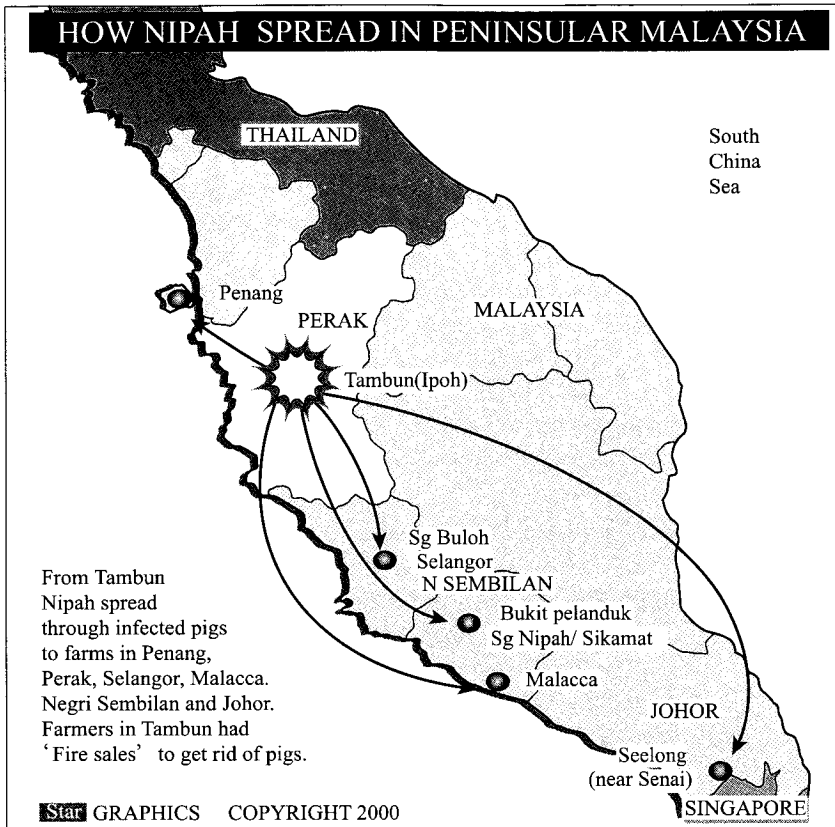 HOW NIPAH SPREAD IN PENINSULAR MALAYSIA
THAILAND
South
China
Sea
Penang
PERAK
MALAYSIA
Tambun(Ipoh)
Sg Buloh
Selangor
N SEMBILAN
Bukit pelanduk
Sg Nipah/ Sikamat
Malacca
JOHOR
Seelong
(near Senai)
SINGAPORE
From Tambun
Nipah spread
through infected pigs
to farms in Penang,
Perak, Selangor, Malacca.
Negri Sembilan and Johor.
Farmers in Tambun had
‘Fire sales’ to get rid of pigs.
Star GRAPHICS COPYRIGHT 2000